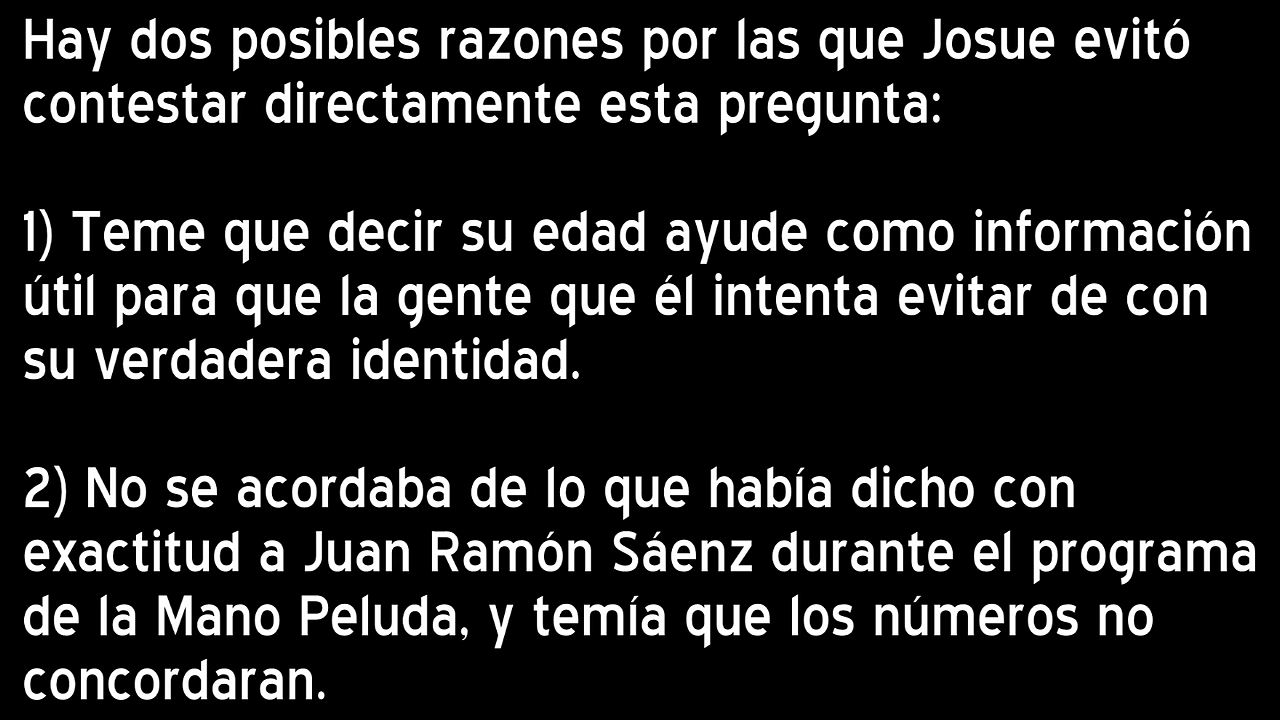 Hay dos posibles razones por las que Josue evitó
contestar directamente esta pregunta:
1) Teme que decir su edad ayude como información
útil para que la gente que él intenta evitar de con
su verdadera identidad.
2) No se acordaba de lo que había dicho con
exactitud a Juan Ramón Sáenz durante el programa
de la Mano Peluda, y temía que los números no
concordaran.